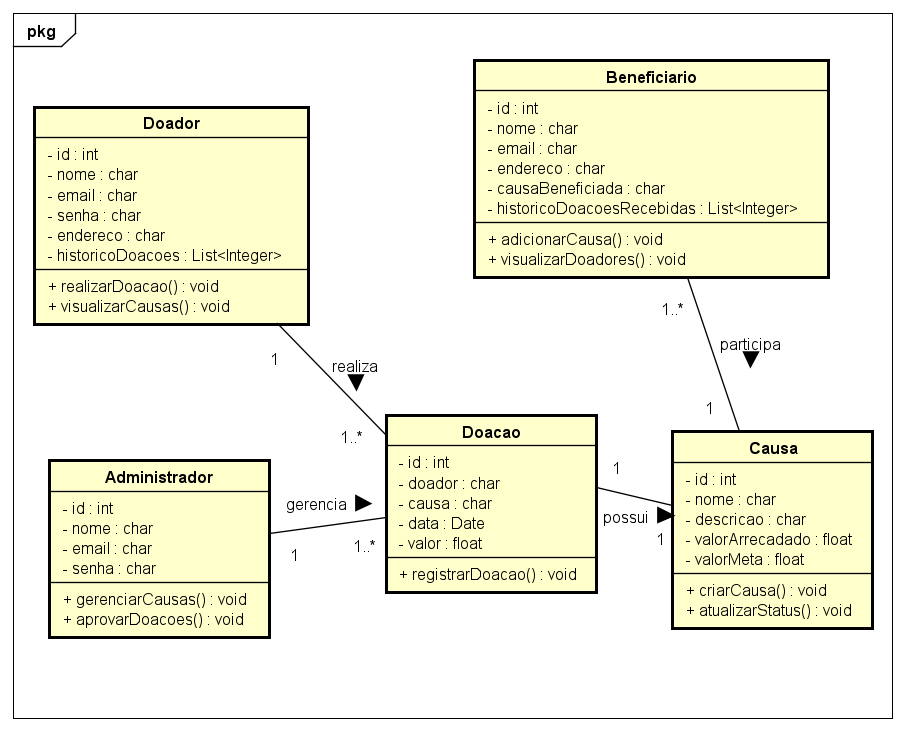 pkg
Doador
- id : int
- nome : char
- email : char
- senha : char
- endereco : char
- historicoDoacoes : List<Integer>
+ realizarDoacao() : void
+ visualizarCausas() : void
Beneficiario
- id : int
- nome : char
- email : char
- endereco : char
- causaBeneficiada : char
- historicoDoacoesRecebidas : List<Integer>
+ adicionarCausa() : void
+ visualizarDoadores() : void
1
realiza
1..*
1..*
participa
1
Administrador
- id : int
- nome : char
- email : char
- senha : char
+ gerenciarCausas() : void
+ aprovarDoacoes() : void
gerencia
1
1..*
Doacao
- id : int
- doador : char
- causa : char
- data : Date
- valor : float
+ registrarDoacao() : void
1
possui
1
Causa
- id : int
- nome : char
- descricao : char
- valorArrecadado : float
- valorMeta : float
+ criarCausa() : void
+ atualizarStatus() : void